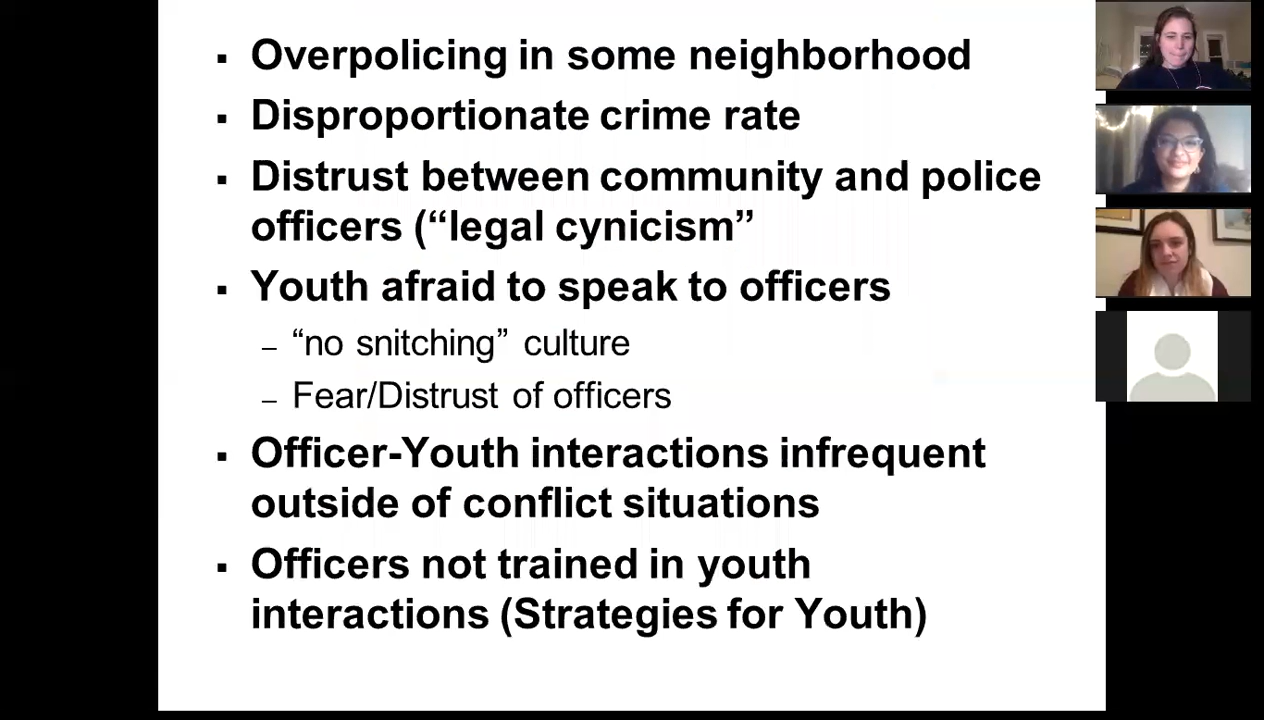 ▪ Overpolicing in some neighborhood
▪ Disproportionate crime rate
▪ Distrust between community and police
officers (“legal cynicism”
▪ Youth afraid to speak to officers
– “no snitching” culture
– Fear/Distrust of officers
▪ Officer-Youth interactions infrequent
outside of conflict situations
▪ Officers not trained in youth
interactions (Strategies for Youth)